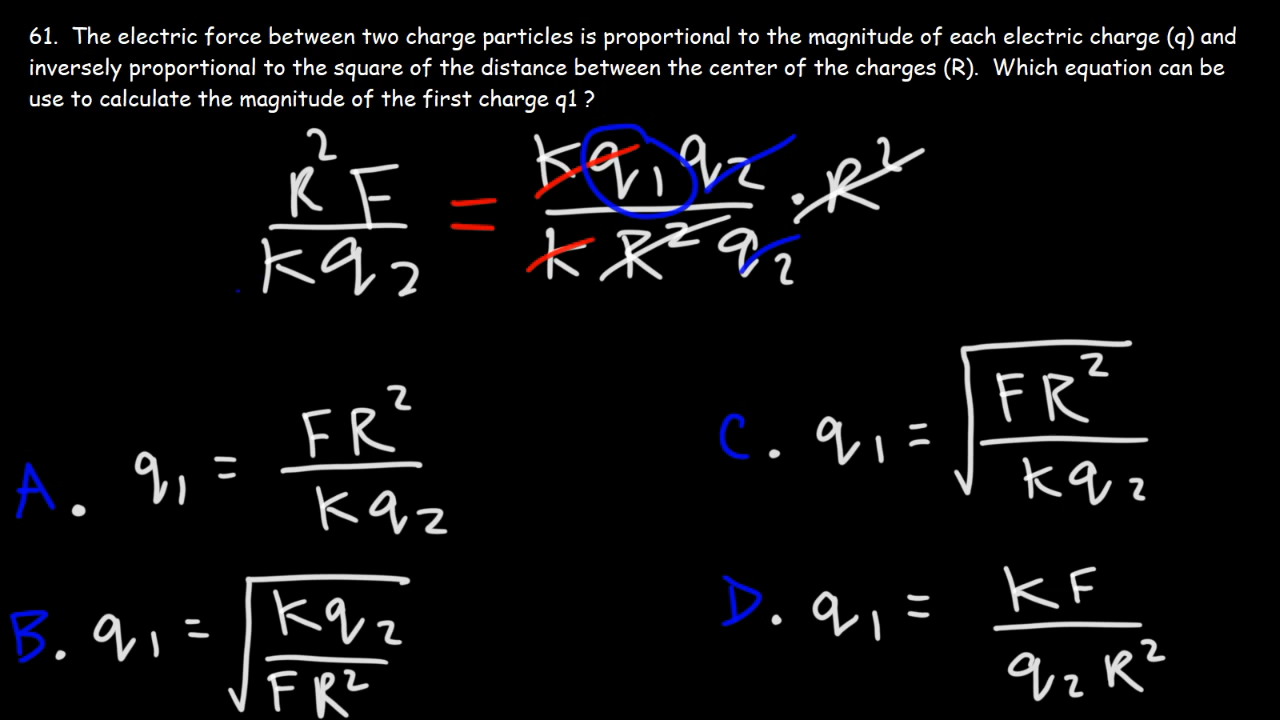 61. The electric force between two charge particles is proportional to the magnitude of each electric charge (q) and
inversely proportional to the square of the distance between the center of the charges (R). Which equation can be
use to calculate the magnitude of the first charge q1 ?
R²F / Kq₂ = Kq₁q₂ / KR²q₂ · R²
A. q₁ = FR² / Kq₂
B. q₁ = √(Kq₂ / FR²)
C. q₁ = √(FR² / Kq₂)
D. q₁ = KF / q₂R²